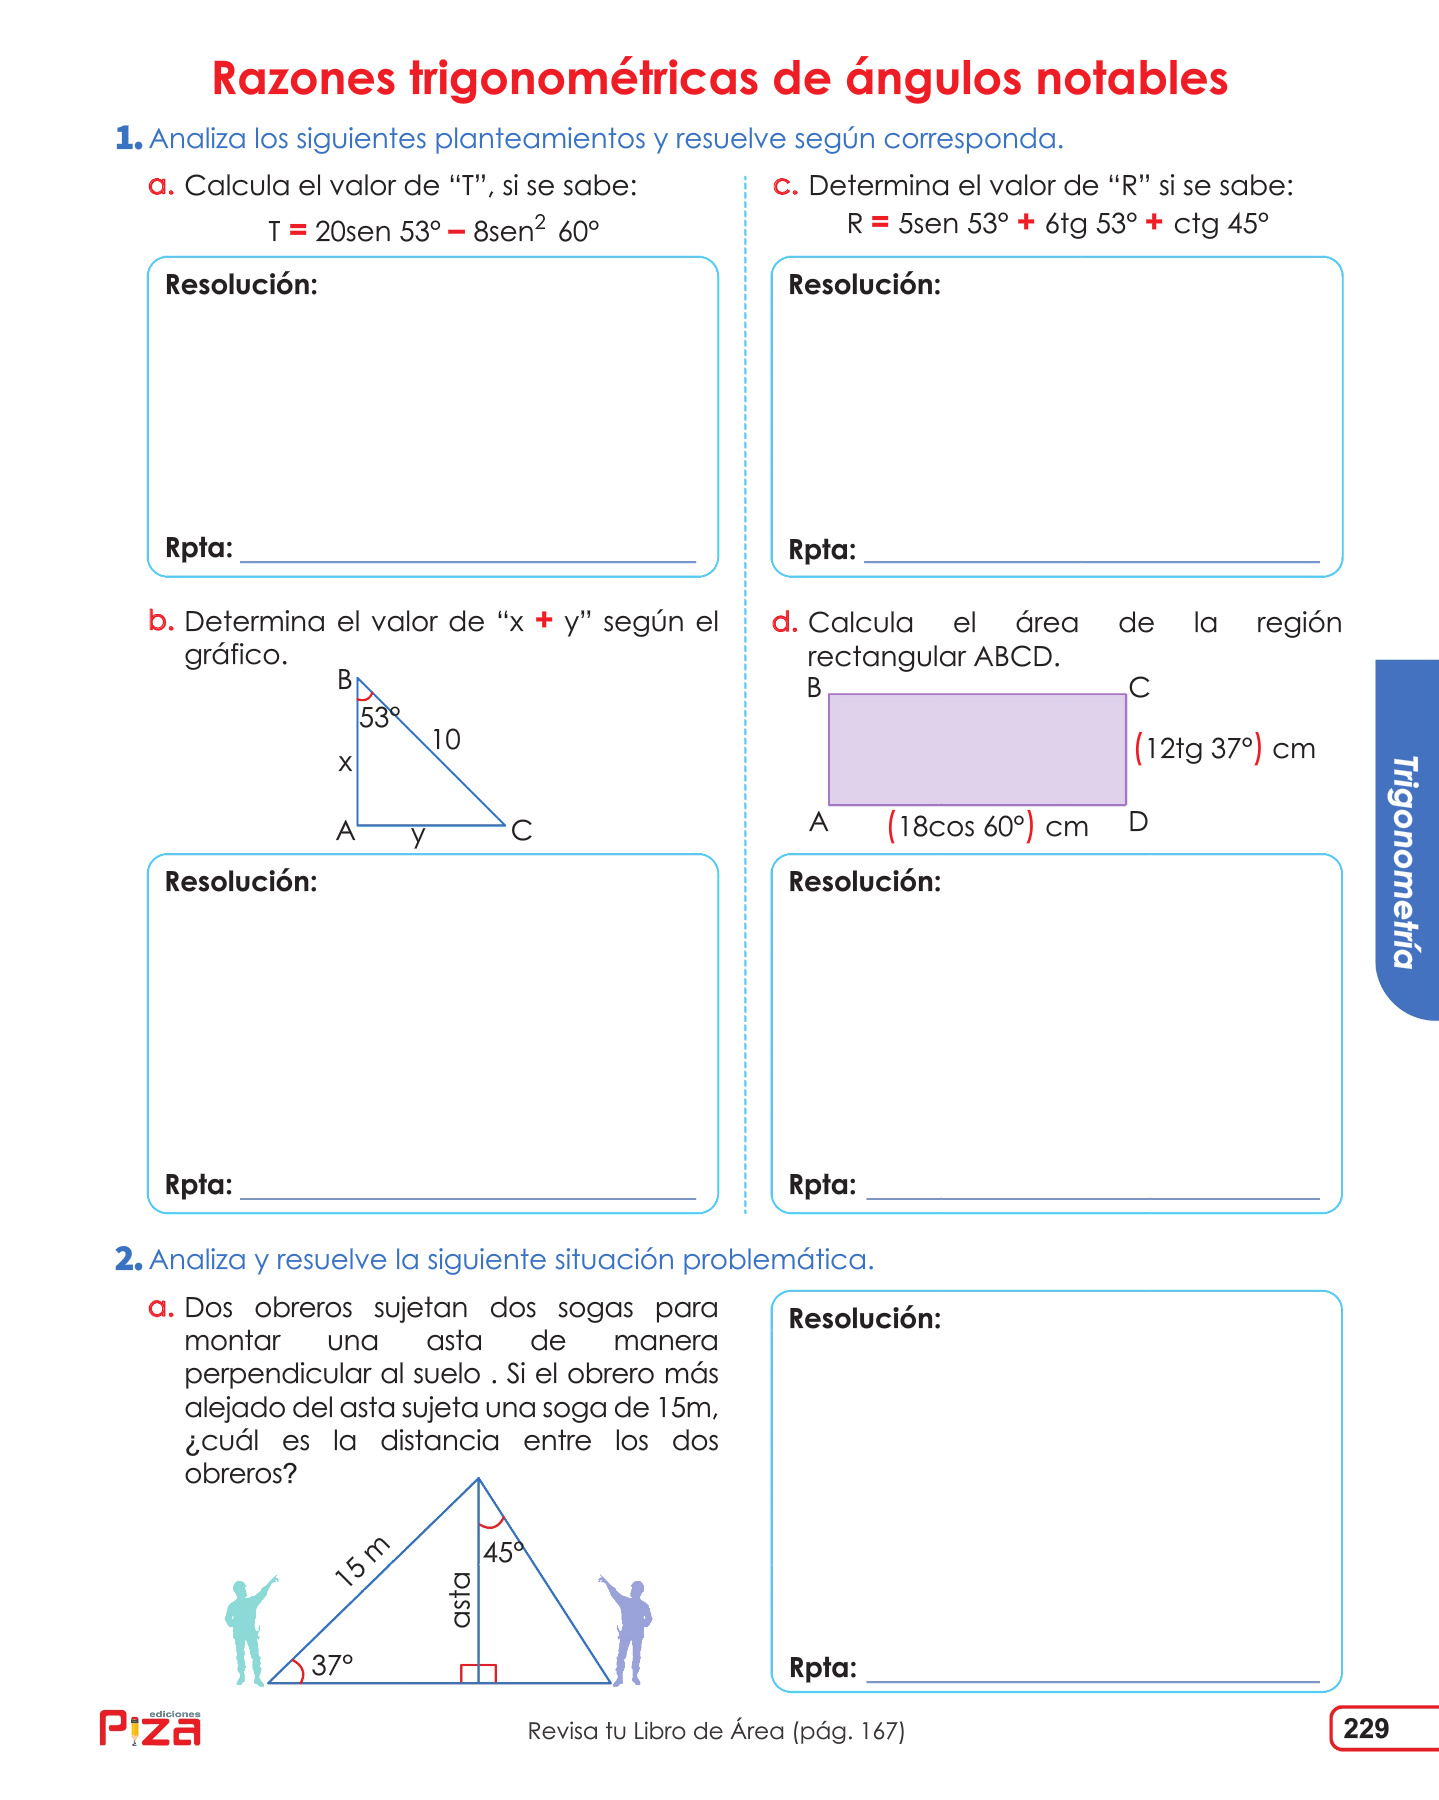 Razones trigonométricas de ángulos notables
1. Analiza los siguientes planteamientos y resuelve según corresponda.
a. Calcula el valor de “T”, si se sabe:
T = 20sen 53° – 8sen² 60°
Resolución:
Rpta:
b. Determina el valor de “x + y” según el
gráfico.
B
53°
10
x
A
y
C
Resolución:
Rpta:
c. Determina el valor de “R” si se sabe:
R = 5sen 53° + 6tg 53° + ctg 45°
Resolución:
Rpta:
d. Calcula el área de la región
rectangular ABCD.
B
C
(12tg 37°) cm
A
(18cos 60°) cm
D
Resolución:
Rpta:
Trigonometría
2. Analiza y resuelve la siguiente situación problemática.
a. Dos obreros sujetan dos sogas para
montar una asta de manera
perpendicular al suelo . Si el obrero más
alejado del asta sujeta una soga de 15m,
¿cuál es la distancia entre los dos
obreros?
15 m
45°
asta
37°
Resolución:
Rpta:
ediciones
Piza
Revisa tu Libro de Área (pág. 167)
229